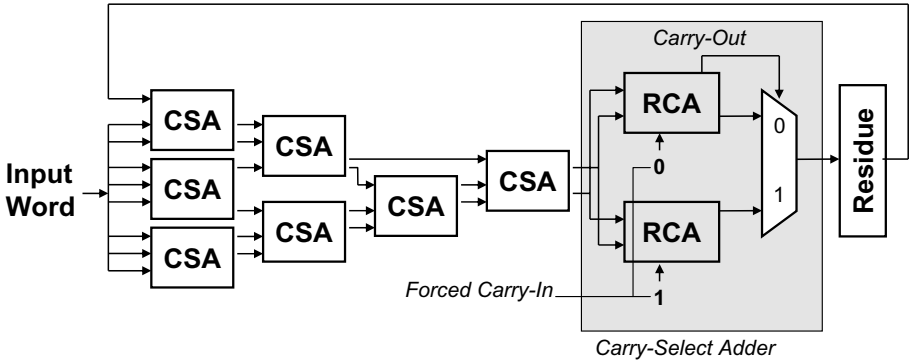 Carry-Out
CSA
CSA
RCA
0
CSA
0
Residue
Input
Word
CSA
CSA
1
CSA
CSA
RCA
Forced Carry-In
1
Carry-Select Adder